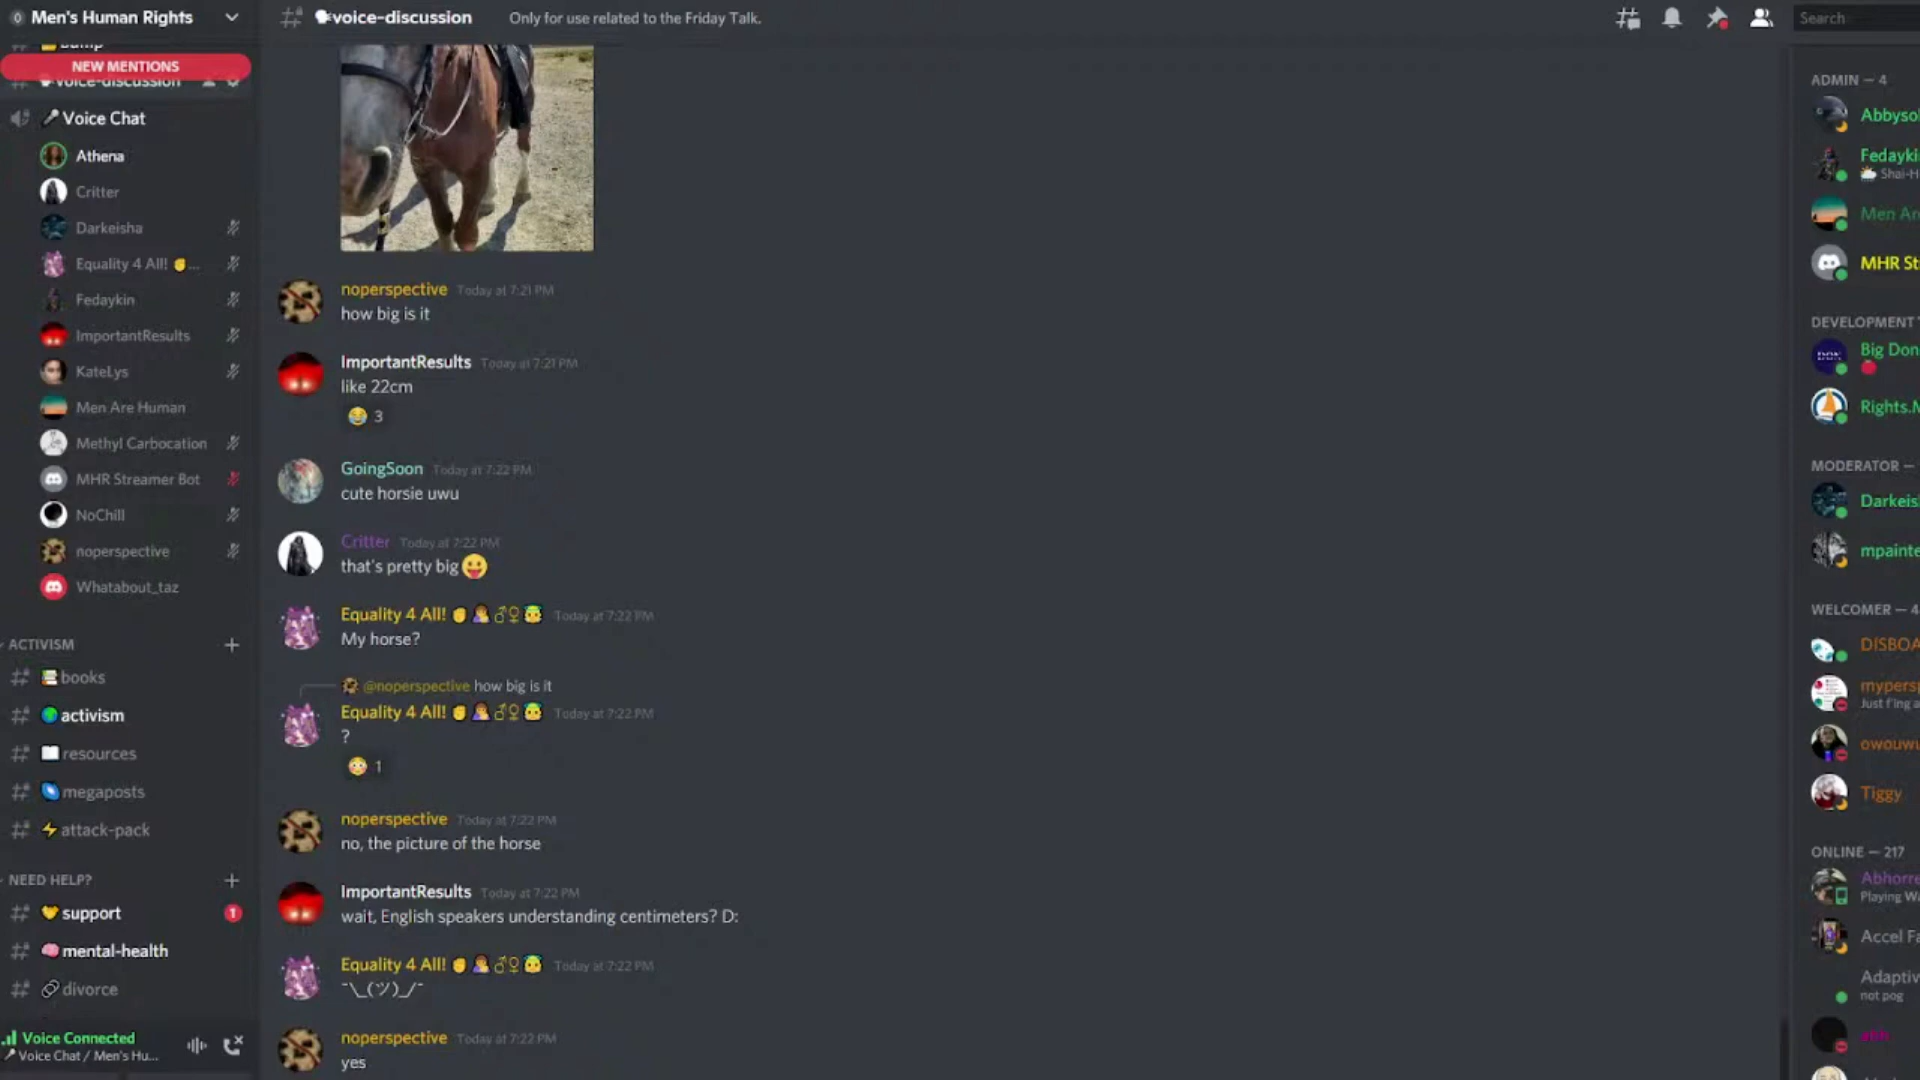 Men's Human Rights
voice-discussion
Only for use related to the Friday Talk.
Search
NEW MENTIONS
voice-discussion
Voice Chat
Athena
Critter
Darkeisha
Equality 4 All! ✊...
Fedaykin
ImportantResults
KateLys
Men Are Human
Methyl Carbocation
MHR Streamer Bot
NoChill
noperspective
Whatabout_taz
ACTIVISM
books
activism
resources
megaposts
attack-pack
NEED HELP?
support 1
mental-health
divorce
Voice Connected
Voice Chat / Men's Hu...
noperspective Today at 7:21 PM
how big is it
ImportantResults Today at 7:21 PM
like 22cm
😂 3
GoingSoon Today at 7:22 PM
cute horsie uwu
Critter Today at 7:22 PM
that's pretty big😛
Equality 4 All! Today at 7:22 PM
My horse?
@noperspective how big is it
Equality 4 All! Today at 7:22 PM
?
😳 1
noperspective Today at 7:22 PM
no, the picture of the horse
ImportantResults Today at 7:22 PM
wait, English speakers understanding centimeters? D:
Equality 4 All! Today at 7:22 PM
¯\_(ツ)_/¯
noperspective Today at 7:22 PM
yes
ADMIN — 4
Abbysol
Fedayki
Shai-H
Men Are
MHR St
DEVELOPMENT
Big Don
DON
Rights.M
MODERATOR —
Darkeis
mpainte
WELCOMER — 4
DISBOA
mypersp
Just f'ing a
owouwu
Tiggy
ONLINE — 217
Abhorre
Playing Wa
Accel Fa
Adaptiv
not pog